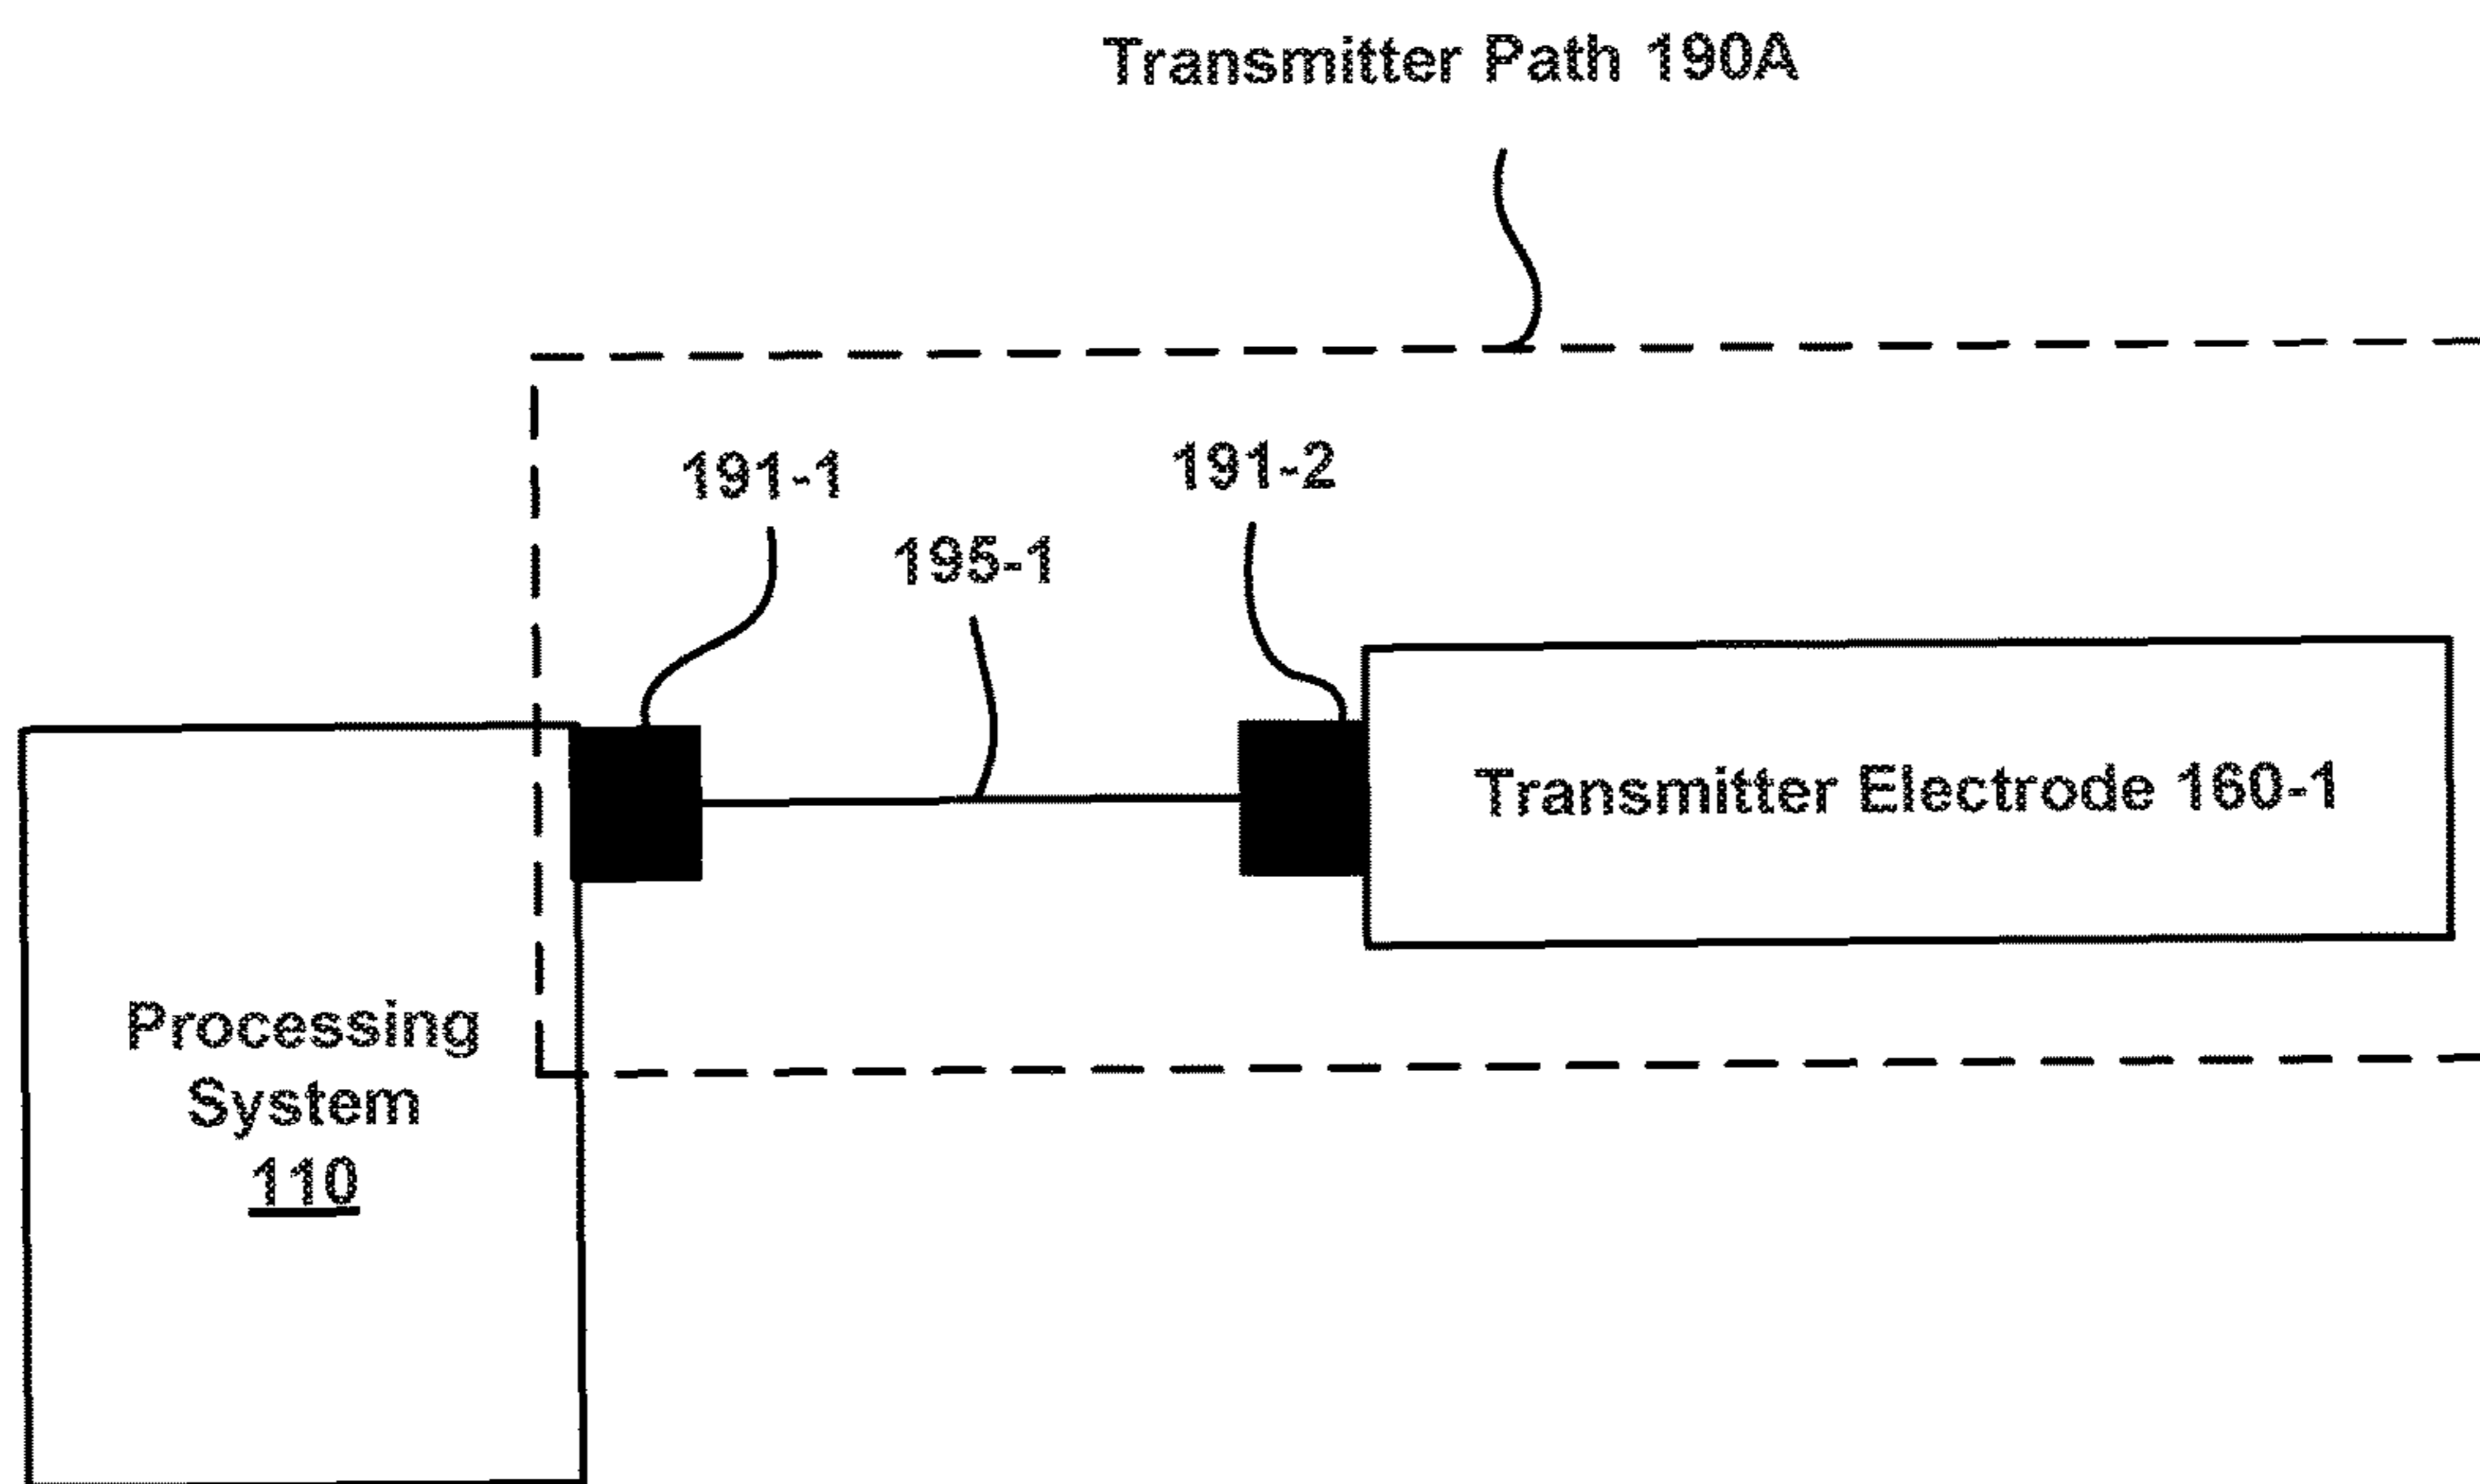 Transmitter Path 190A
191-1
191-2
195-1
Transmitter Electrode 160-1
Processing
System
110